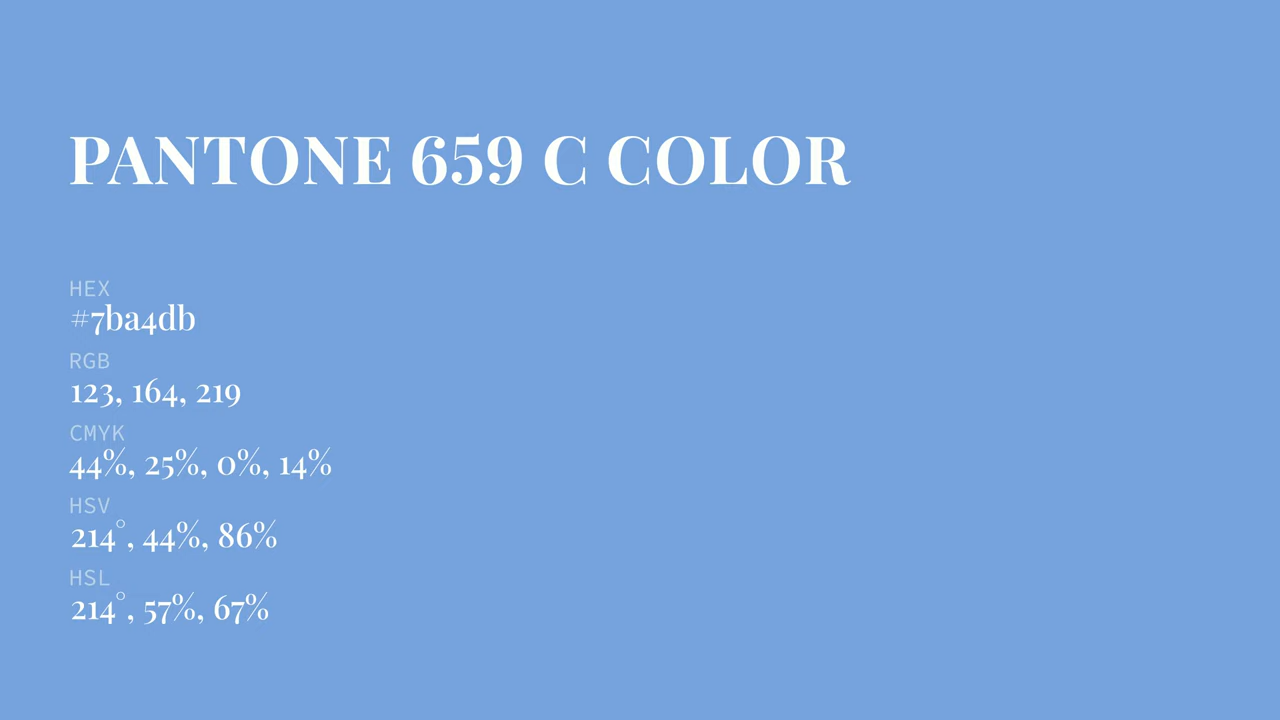 PANTONE 659 C COLOR
HEX
#7ba4db
RGB
123, 164, 219
CMYK
44%, 25%, 0%, 14%
HSV
214°, 44%, 86%
HSL
214°, 57%, 67%